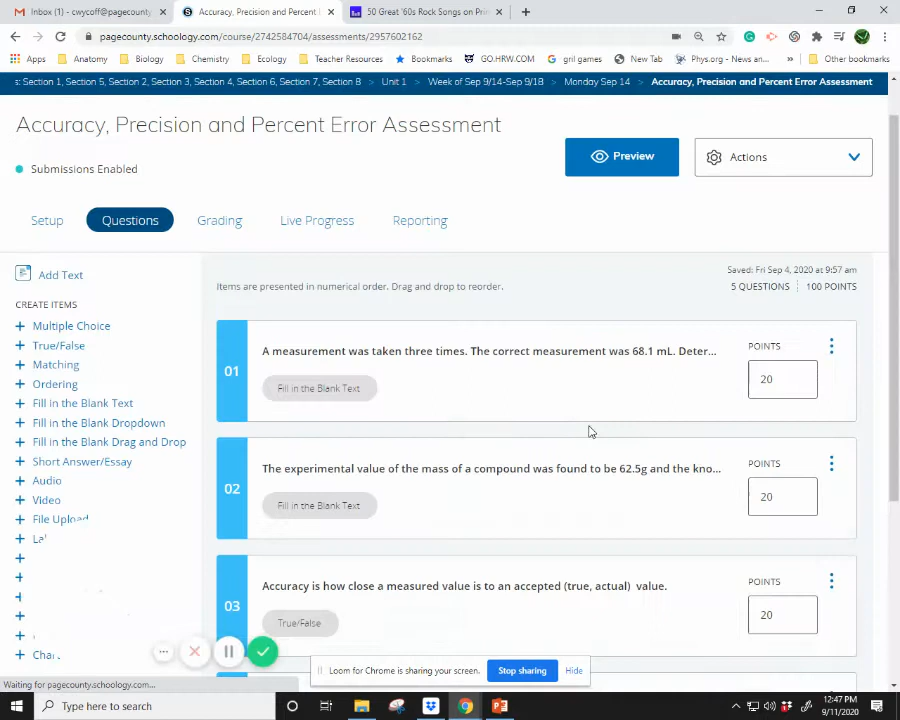 Inbox (1) - cwycoff@pagecounty
Accuracy, Precision and Percent E
50 Great '60s Rock Songs on Prim
pagecounty.schoology.com/course/2742584704/assessments/2957602162
Apps
Anatomy
Biology
Chemistry
Ecology
Teacher Resources
Bookmarks
GO.HRW.COM
gril games
New Tab
Phys.org - News an...
Other bookmarks
s: Section 1, Section 5, Section 2, Section 3, Section 4, Section 6, Section 7, Section 8 > Unit 1 > Week of Sep 9/14-Sep 9/18 > Monday Sep 14 > Accuracy, Precision and Percent Error Assessment
Accuracy, Precision and Percent Error Assessment
Submissions Enabled
Preview
Actions
Setup
Questions
Grading
Live Progress
Reporting
Add Text
CREATE ITEMS
+ Multiple Choice
+ True/False
+ Matching
+ Ordering
+ Fill in the Blank Text
+ Fill in the Blank Dropdown
+ Fill in the Blank Drag and Drop
+ Short Answer/Essay
+ Audio
+ Video
+ File Upload
Saved: Fri Sep 4, 2020 at 9:57 am
Items are presented in numerical order. Drag and drop to reorder.
5 QUESTIONS
100 POINTS
01
A measurement was taken three times. The correct measurement was 68.1 mL. Deter...
Fill in the Blank Text
POINTS
20
02
The experimental value of the mass of a compound was found to be 62.5g and the kno...
Fill in the Blank Text
POINTS
20
03
Accuracy is how close a measured value is to an accepted (true, actual) value.
True/False
POINTS
20
Loom for Chrome is sharing your screen.
Stop sharing
Hide
Waiting for pagecounty.schoology.com...
Type here to search
12:47 PM
9/11/2020